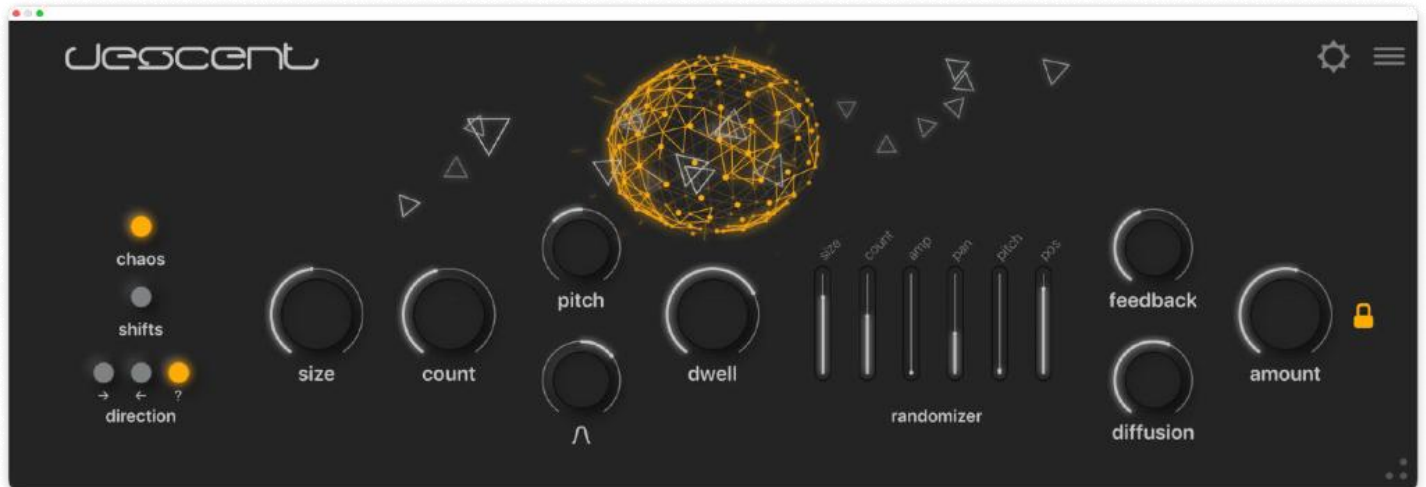 descent
size
count
amp
pan
pitch
pos
chaos
shifts
→ ← ?
direction
size
count
pitch
dwell
randomizer
feedback
diffusion
amount